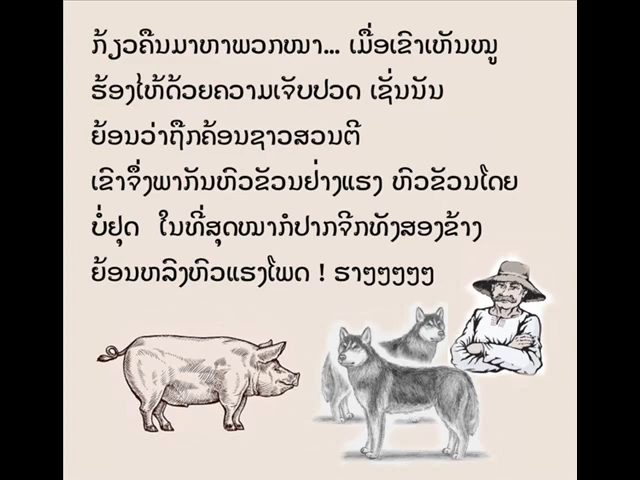 ກ້ຽວຄືນມາຫາພວກໝາ... ເມື່ອເຂົາເຫັນໝູ
ຮ້ອງໄຫ້ດ້ວຍຄວາມເຈັບປວດ ເຊັ່ນນັນ
ຍ້ອນວ່າຖືກຄ້ອນຊາວສວນຕີ
ເຂົາຈຶ່ງພາກັນຫົວຂັວນຢ່່າງແຮງ ຫົວຂັວນໂດຍ
ບໍ່ຢຸດ ໃນທີ່ສຸດໝາກໍປາກຈີກທັງສອງຂ້າງ
ຍ້ອນຫລົງຫົວແຮງໂພດ ! ຮາໆໆໆໆໆ